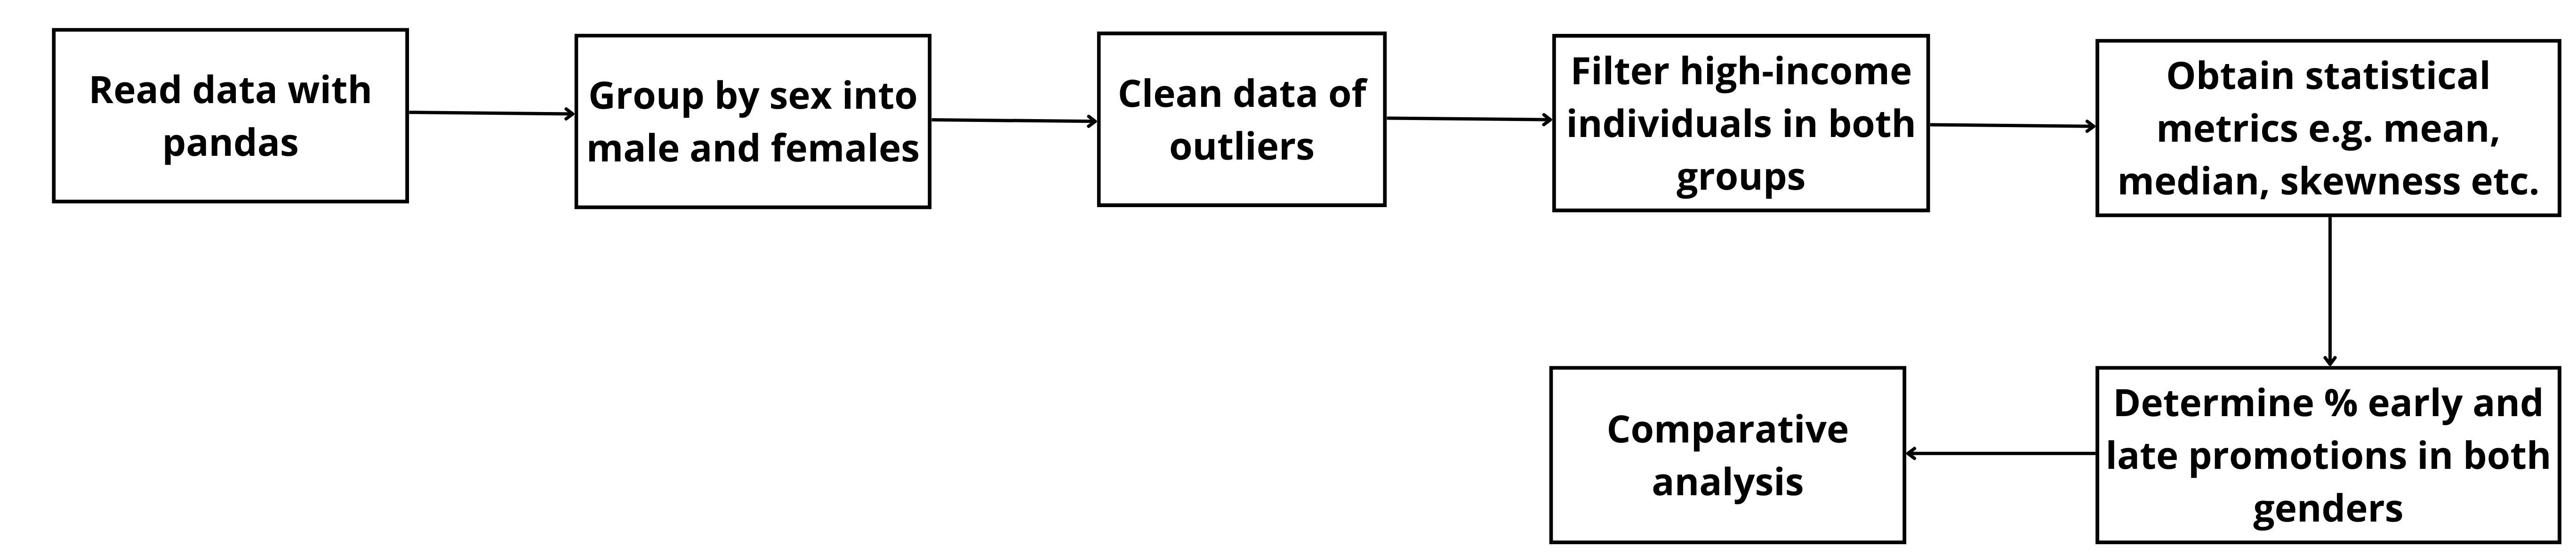 Read data with
pandas
Group by sex into
male and females
Clean data of
outliers
Filter high-income
individuals in both
groups
Obtain statistical
metrics e.g. mean,
median, skewness etc.
Determine % early and
late promotions in both
genders
Comparative
analysis